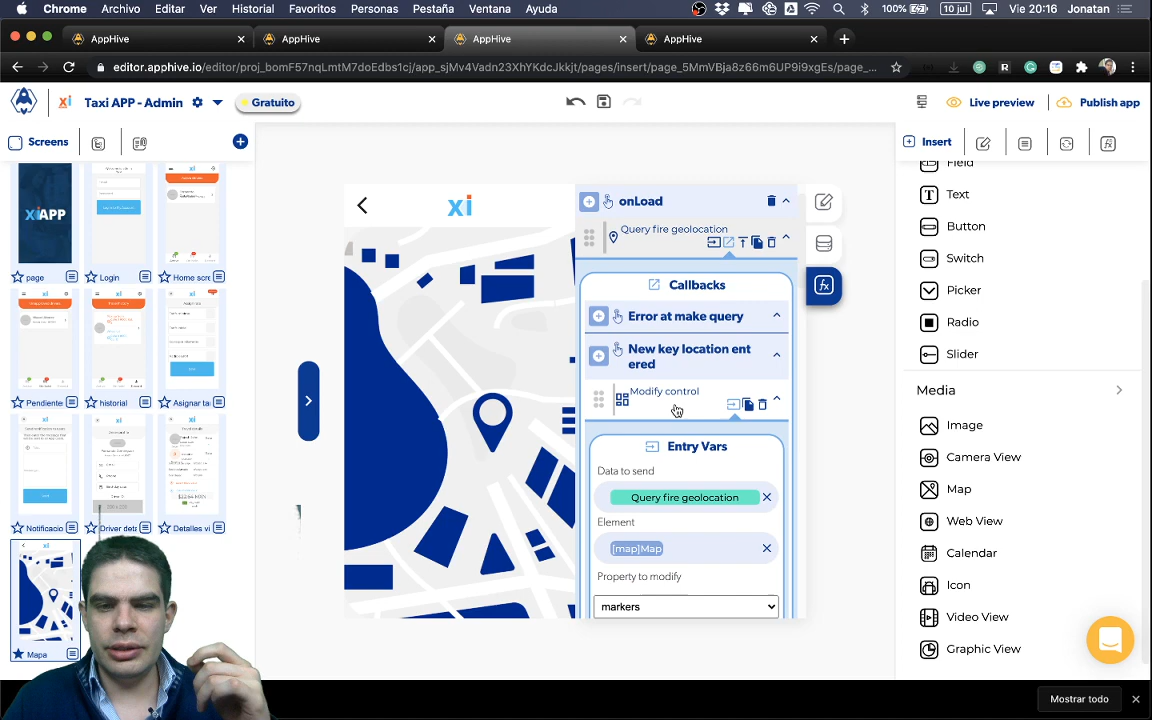 Chrome Archivo Editar Ver Historial Favoritos Personas Pestaña Ventana Ayuda 100% 10 jul Vie 20:16 Jonatan
AppHive AppHive AppHive AppHive
editor.apphive.io/editor/proj_bomF57nqLmtM7doEdbs1cj/app_sjMv4Vadn23XhYKdcJkkjt/pages/insert/page_5MmVBja8z66m6UP9i9xgEs/page_...
xi Taxi APP - Admin Gratuito Live preview Publish app
Screens Insert
xiAPP
page Login Home scre
Pendiente historial Asignar ta
Notificacio Driver deta Detalles vi
Mapa
xi
onLoad
Query fire geolocation
Callbacks
Error at make query
New key location ent
ered
Modify control
Entry Vars
Data to send
Query fire geolocation
Element
[map]Map
Property to modify
markers
Field
Text
Button
Switch
Picker
Radio
Slider
Media
Image
Camera View
Map
Web View
Calendar
Icon
Video View
Graphic View
Mostrar todo